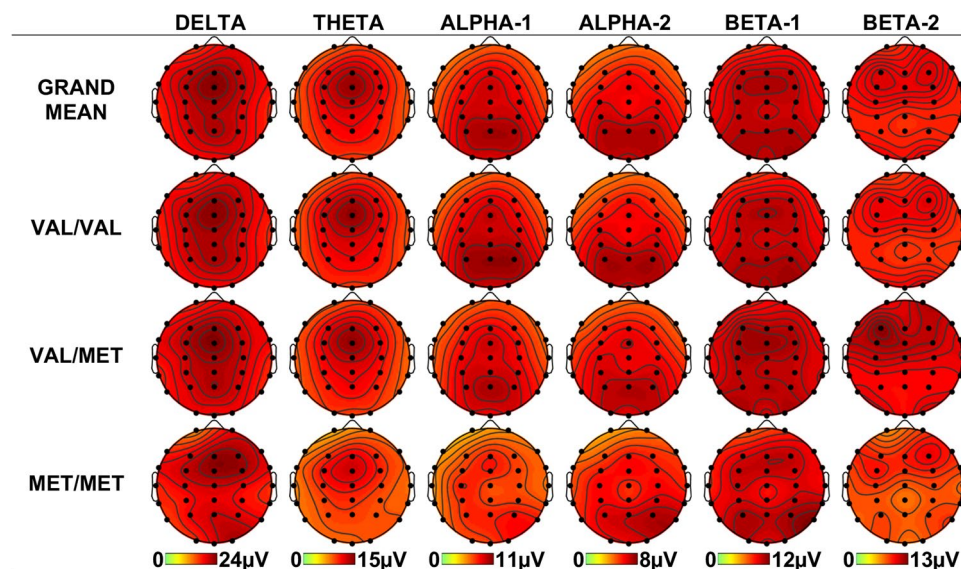 DELTA THETA ALPHA-1 ALPHA-2 BETA-1 BETA-2
GRAND
MEAN
VAL/VAL
VAL/MET
MET/MET
0 24µV 0 15µV 0 11µV 0 8µV 0 12µV 0 13µV